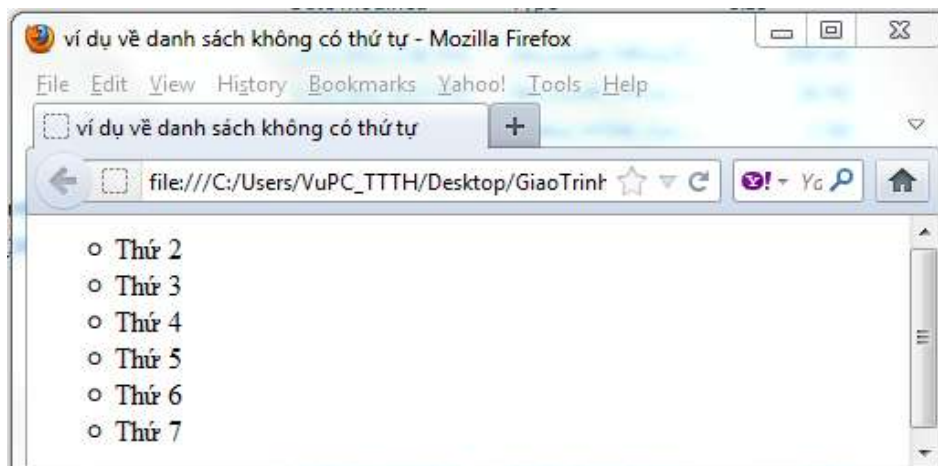 ví dụ về danh sách không có thứ tự - Mozilla Firefox
File Edit View History Bookmarks Yahoo! Tools Help
ví dụ về danh sách không có thứ tự
file:///C:/Users/VuPC_TTTH/Desktop/GiaoTrinh
Thứ 2
Thứ 3
Thứ 4
Thứ 5
Thứ 6
Thứ 7